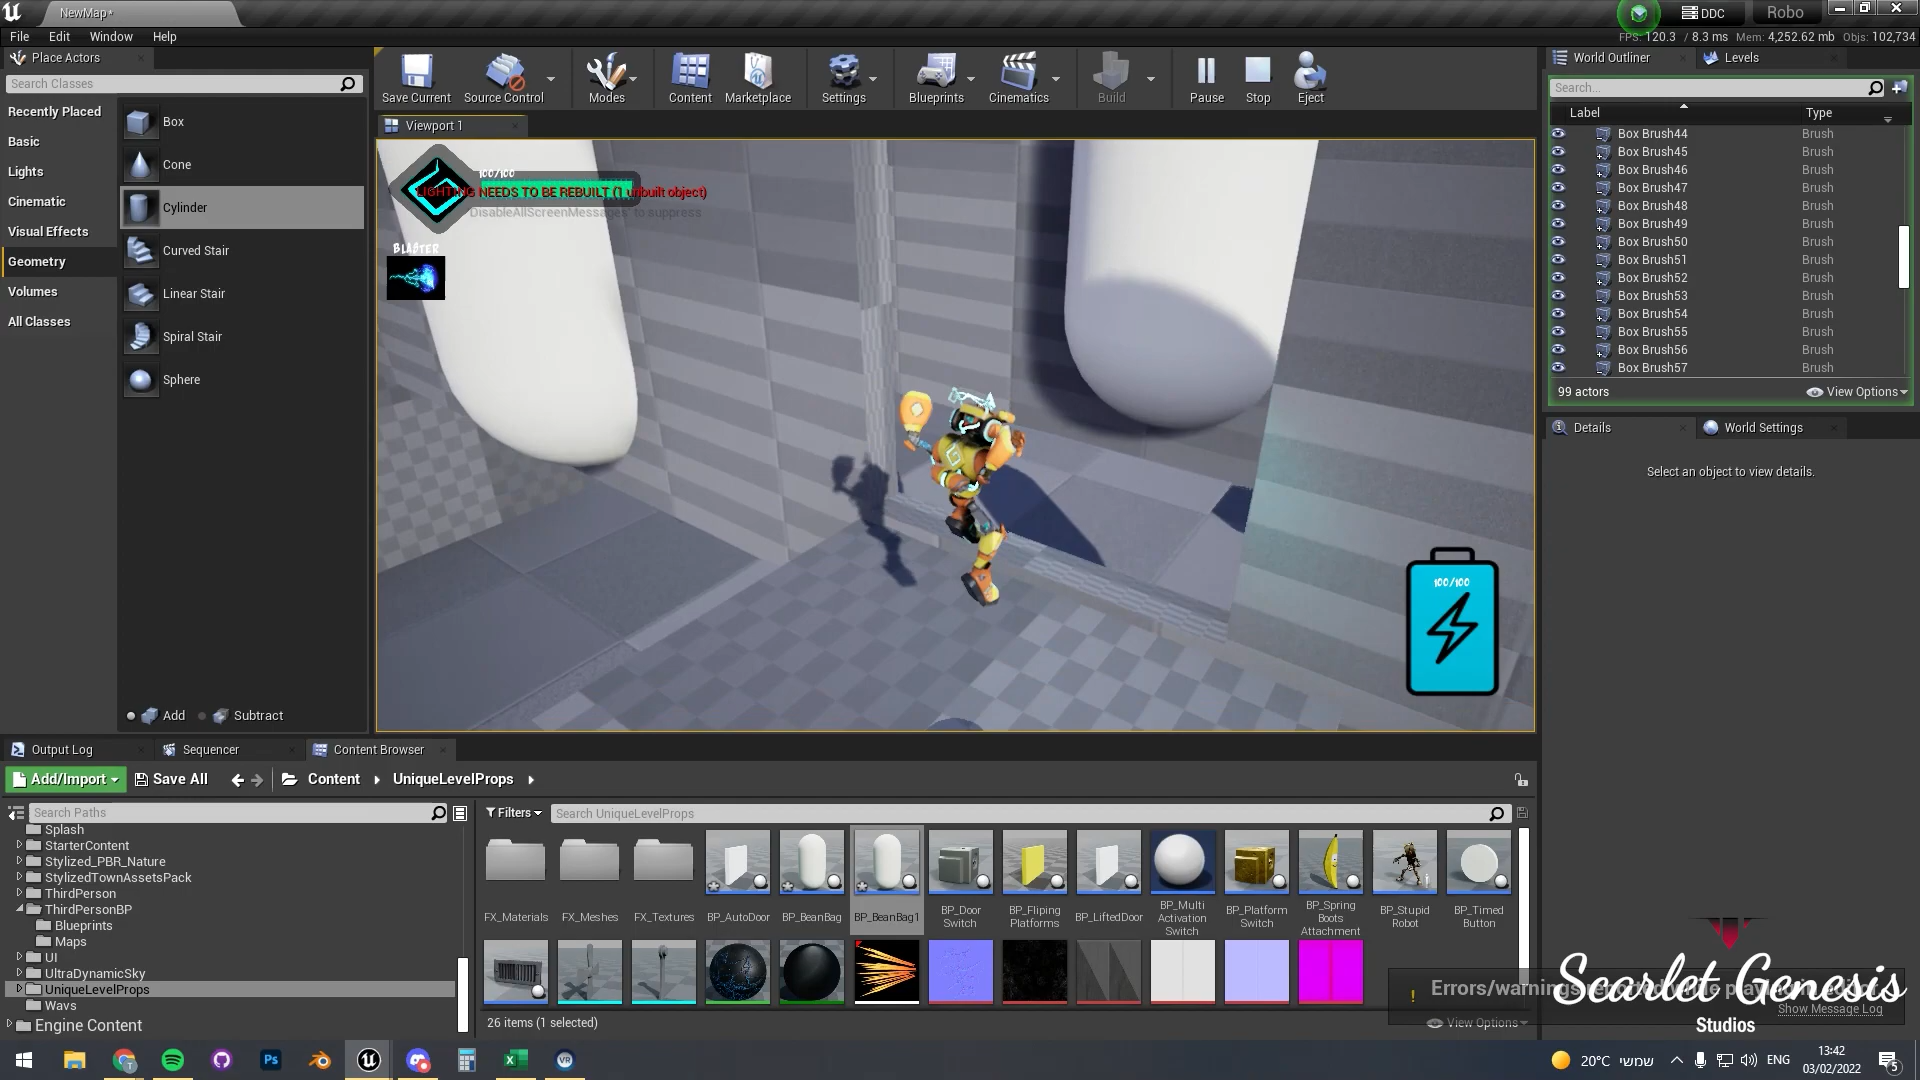 NewMap*
DDC
Robo
File Edit Window Help
FPS: 120.3 / 8.3 ms Mem: 4,252.62 mb Objs: 102,734
Place Actors
Search Classes
Recently Placed
Basic
Lights
Cinematic
Visual Effects
Geometry
Volumes
All Classes
Box
Cone
Cylinder
Curved Stair
Linear Stair
Spiral Stair
Sphere
Add Subtract
Save Current Source Control Modes Content Marketplace Settings Blueprints Cinematics Build Pause Stop Eject
Viewport 1
100/100
LIGHTING NEEDS TO BE REBUILT (1 unbuilt object)
'DisableAllScreenMessages' to suppress
BLASTER
100/100
World Outliner Levels
Search...
Label Type
Box Brush44 Brush
Box Brush45 Brush
Box Brush46 Brush
Box Brush47 Brush
Box Brush48 Brush
Box Brush49 Brush
Box Brush50 Brush
Box Brush51 Brush
Box Brush52 Brush
Box Brush53 Brush
Box Brush54 Brush
Box Brush55 Brush
Box Brush56 Brush
Box Brush57 Brush
99 actors View Options
Details World Settings
Select an object to view details.
Output Log Sequencer Content Browser
Add/Import Save All Content UniqueLevelProps
Search Paths
Splash
StarterContent
Stylized_PBR_Nature
StylizedTownAssetsPack
ThirdPerson
ThirdPersonBP
Blueprints
Maps
UI
UltraDynamicSky
UniqueLevelProps
Wavs
Engine Content
Filters Search UniqueLevelProps
FX_Materials
FX_Meshes
FX_Textures
BP_AutoDoor
BP_BeanBag
BP_BeanBag1
BP_Door
Switch
BP_Fliping
Platforms
BP_LiftedDoor
BP_Multi
Activation
Switch
BP_Platform
Switch
BP_Spring
Boots
Attachment
BP_Stupid
Robot
BP_Timed
Button
26 items (1 selected)
View Options
Errors/warnings reported while play
Show Message Log
Scarlet Genesis
Studios
20°C שמשי
ENG
13:42
03/02/2022
5